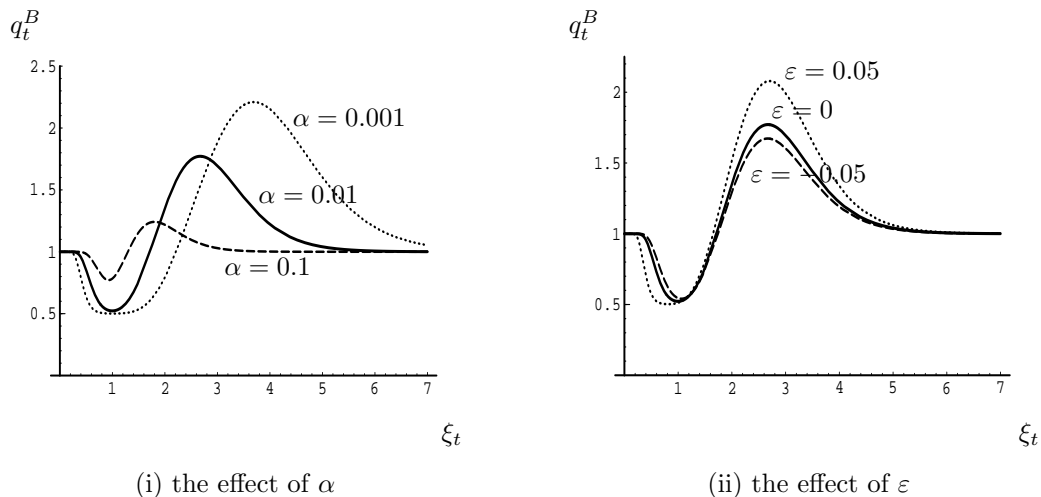 q_t^B
2.5
2
1.5
1
0.5
1 2 3 4 5 6 7
α = 0.001
α = 0.01
α = 0.1
ξ_t
(i) the effect of α
q_t^B
2
1.5
1
0.5
1 2 3 4 5 6 7
ε = 0.05
ε = 0
ε = −0.05
ξ_t
(ii) the effect of ε